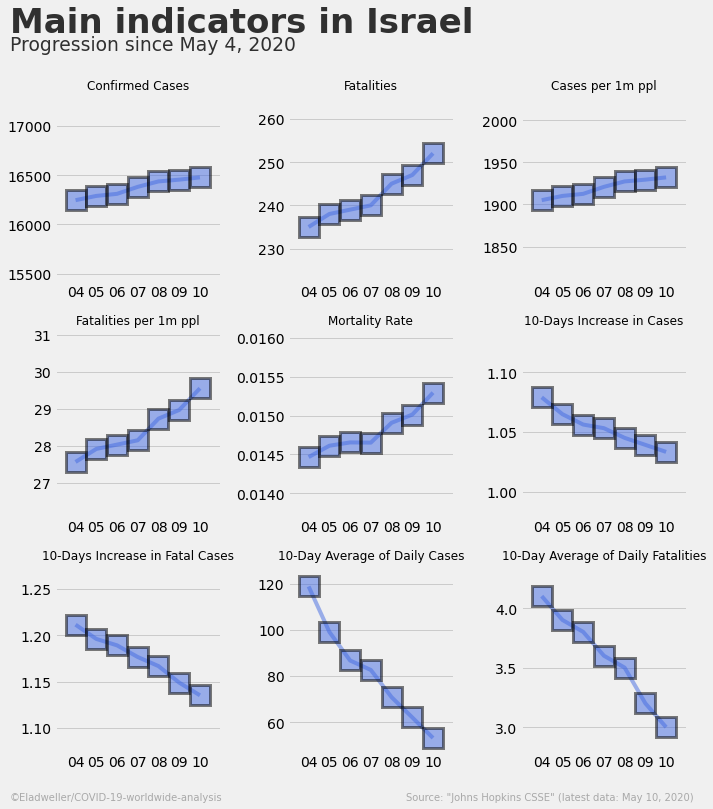 Main indicators in Israel
Progression since May 4, 2020
Confirmed Cases
17000
16500
16000
15500
04 05 06 07 08 09 10
Fatalities
260
250
240
230
04 05 06 07 08 09 10
Cases per 1m ppl
2000
1950
1900
1850
04 05 06 07 08 09 10
Fatalities per 1m ppl
31
30
29
28
27
04 05 06 07 08 09 10
Mortality Rate
0.0160
0.0155
0.0150
0.0145
0.0140
04 05 06 07 08 09 10
10-Days Increase in Cases
1.10
1.05
1.00
04 05 06 07 08 09 10
10-Days Increase in Fatal Cases
1.25
1.20
1.15
1.10
04 05 06 07 08 09 10
10-Day Average of Daily Cases
120
100
80
60
04 05 06 07 08 09 10
10-Day Average of Daily Fatalities
4.0
3.5
3.0
04 05 06 07 08 09 10
©Eladweller/COVID-19-worldwide-analysis
Source: "Johns Hopkins CSSE" (latest data: May 10, 2020)